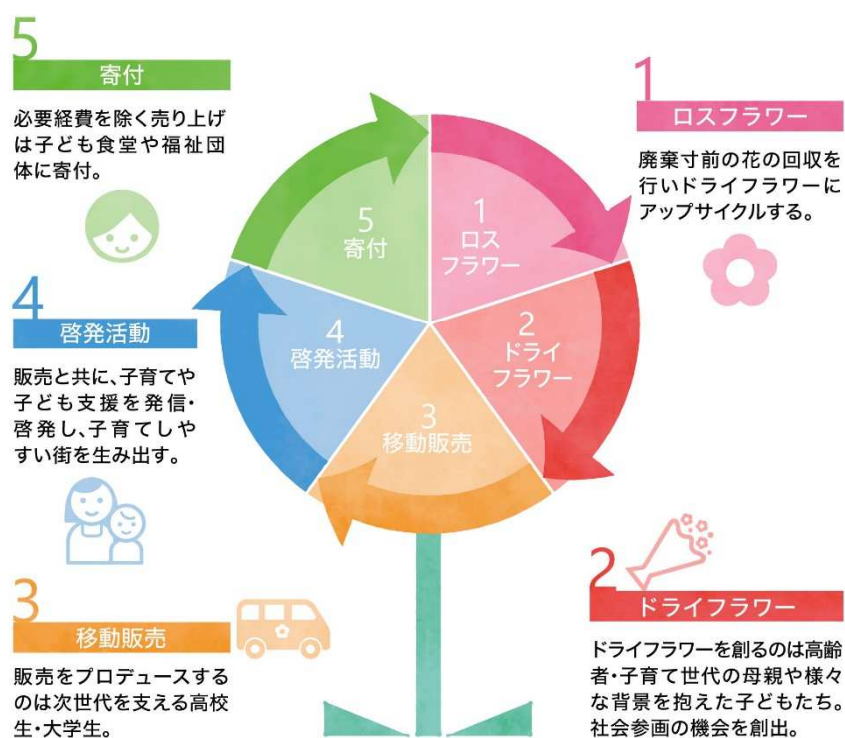 5
寄付
必要経費を除く売り上げ
は子ども食堂や福祉団
体に寄付。
1
ロスフラワー
廃棄寸前の花の回収を
行いドライフラワーに
アップサイクルする。
5
寄付
1
ロス
フラワー
4
啓発活動
2
ドライ
フラワー
3
移動販売
4
啓発活動
販売と共に、子育てや
子ども支援を発信・
啓発し、子育てしや
すい街を生み出す。
3
移動販売
販売をプロデュースする
のは次世代を支える高校
生・大学生。
2
ドライフラワー
ドライフラワーを創るのは高齢
者・子育て世代の母親や様々
な背景を抱えた子どもたち。
社会参画の機会を創出。